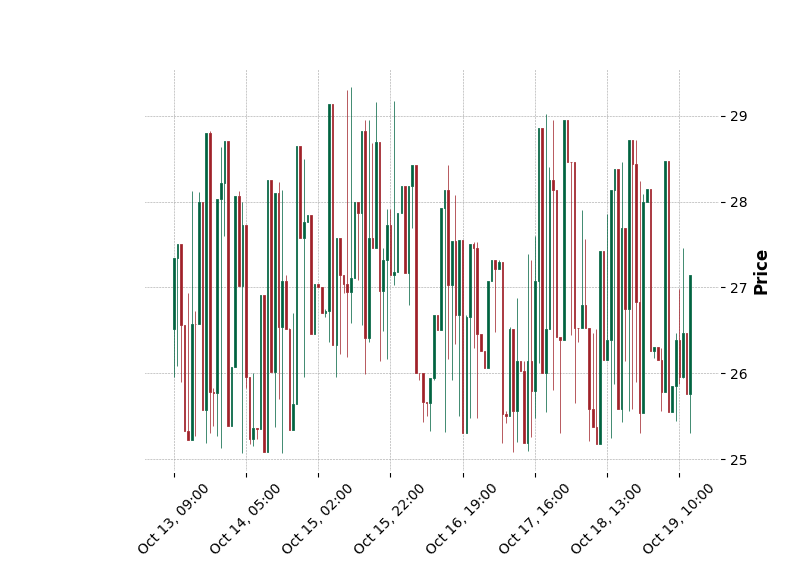 29
28
27
26
25
Price
Oct 13, 09:00
Oct 14, 05:00
Oct 15, 02:00
Oct 15, 22:00
Oct 16, 19:00
Oct 17, 16:00
Oct 18, 13:00
Oct 19, 10:00